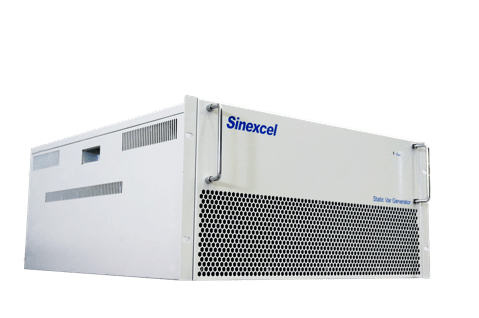 Sinexcel
Static Var Generator